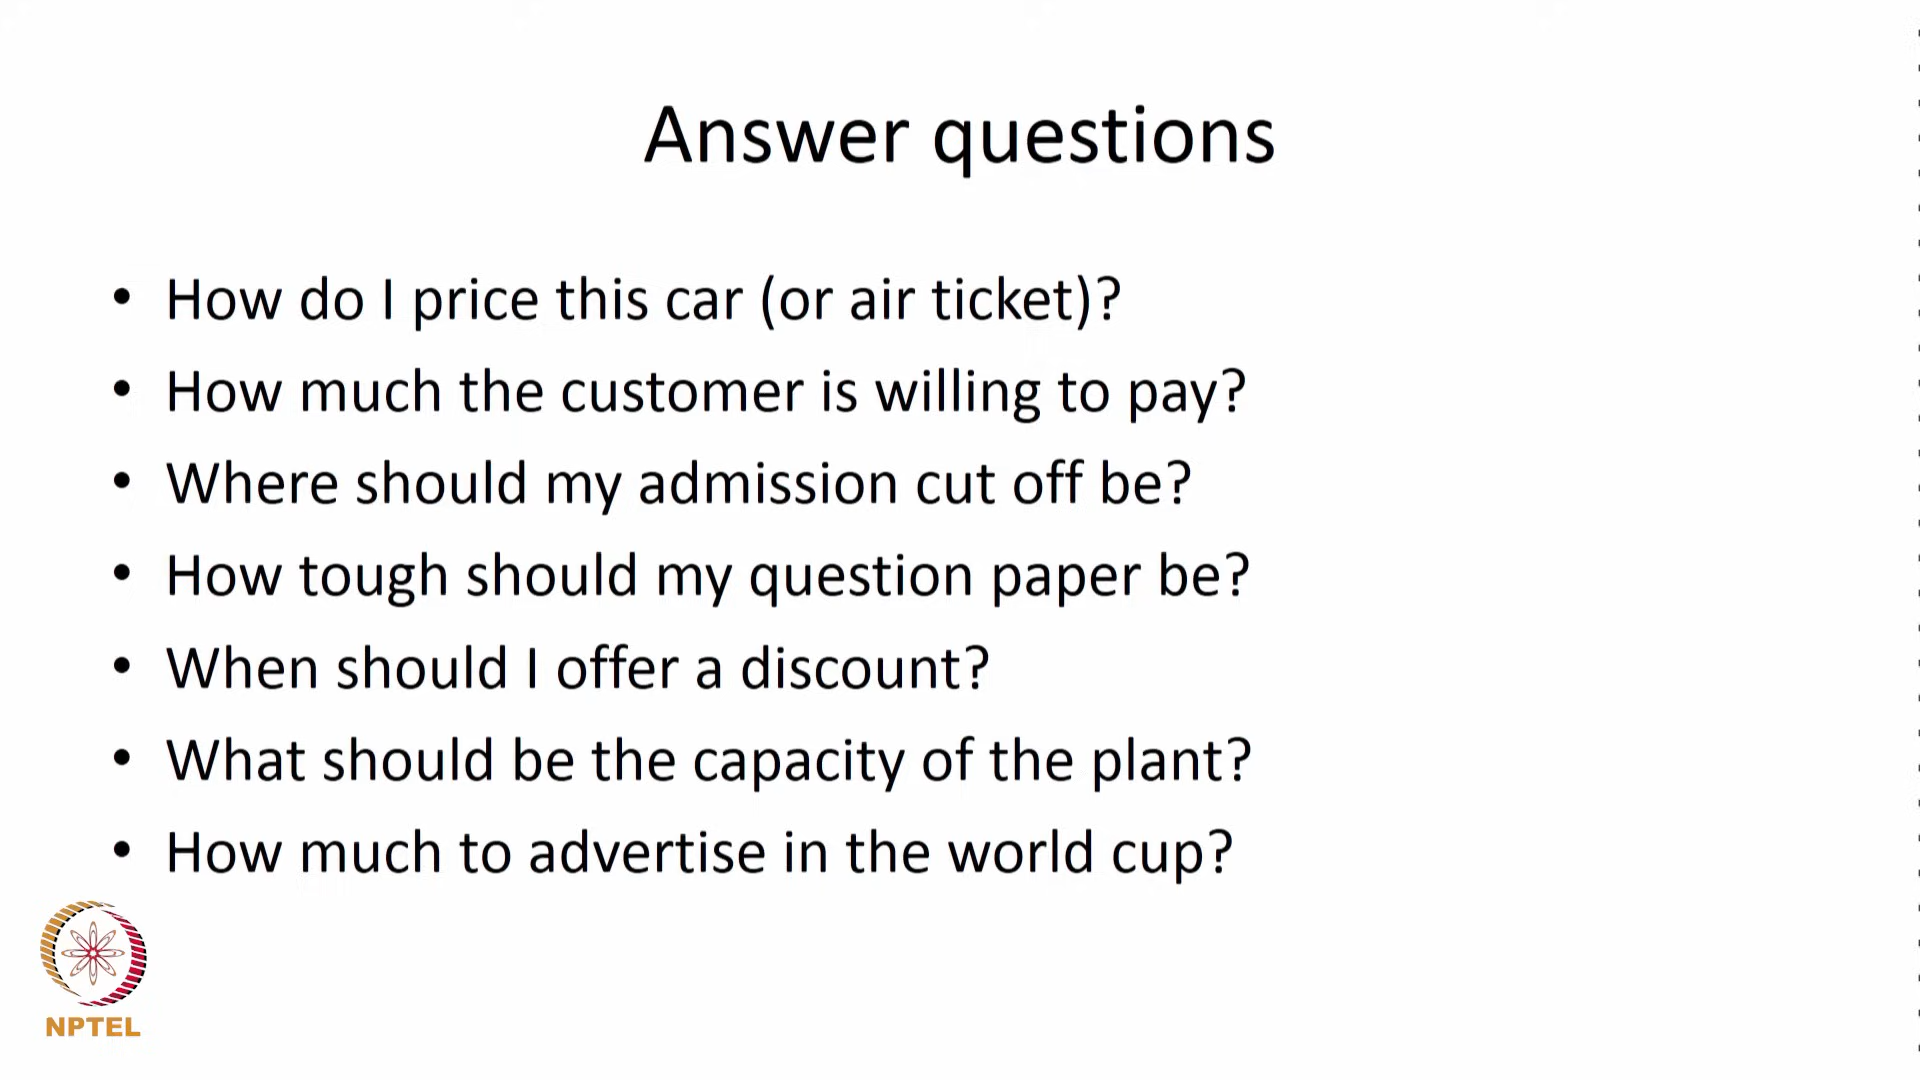 Answer questions
• How do I price this car (or air ticket)?
• How much the customer is willing to pay?
• Where should my admission cut off be?
• How tough should my question paper be?
• When should I offer a discount?
• What should be the capacity of the plant?
• How much to advertise in the world cup?
NPTEL